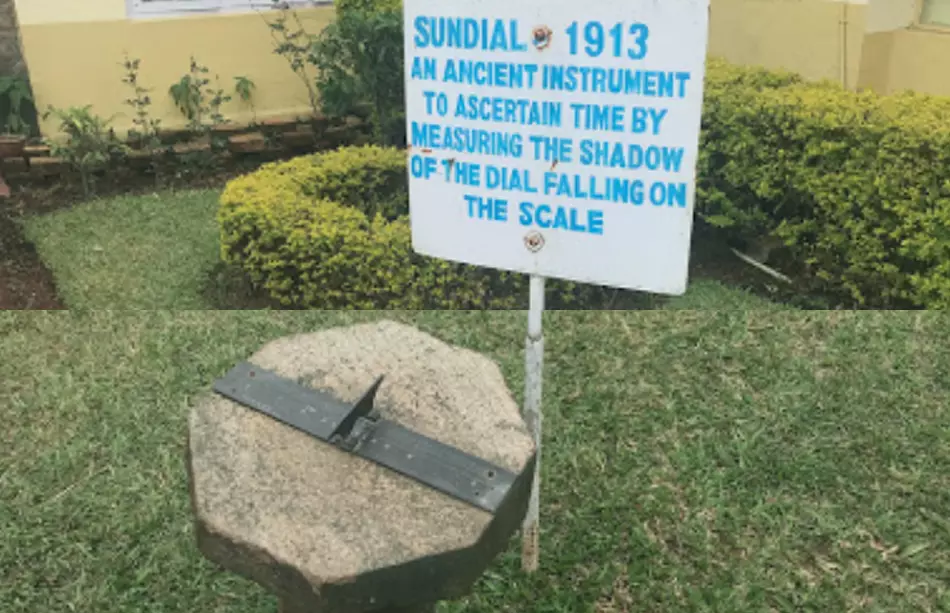 SUNDIAL 1913
AN ANCIENT INSTRUMENT
TO ASCERTAIN TIME BY
MEASURING THE SHADOW
OF THE DIAL FALLING ON
THE SCALE